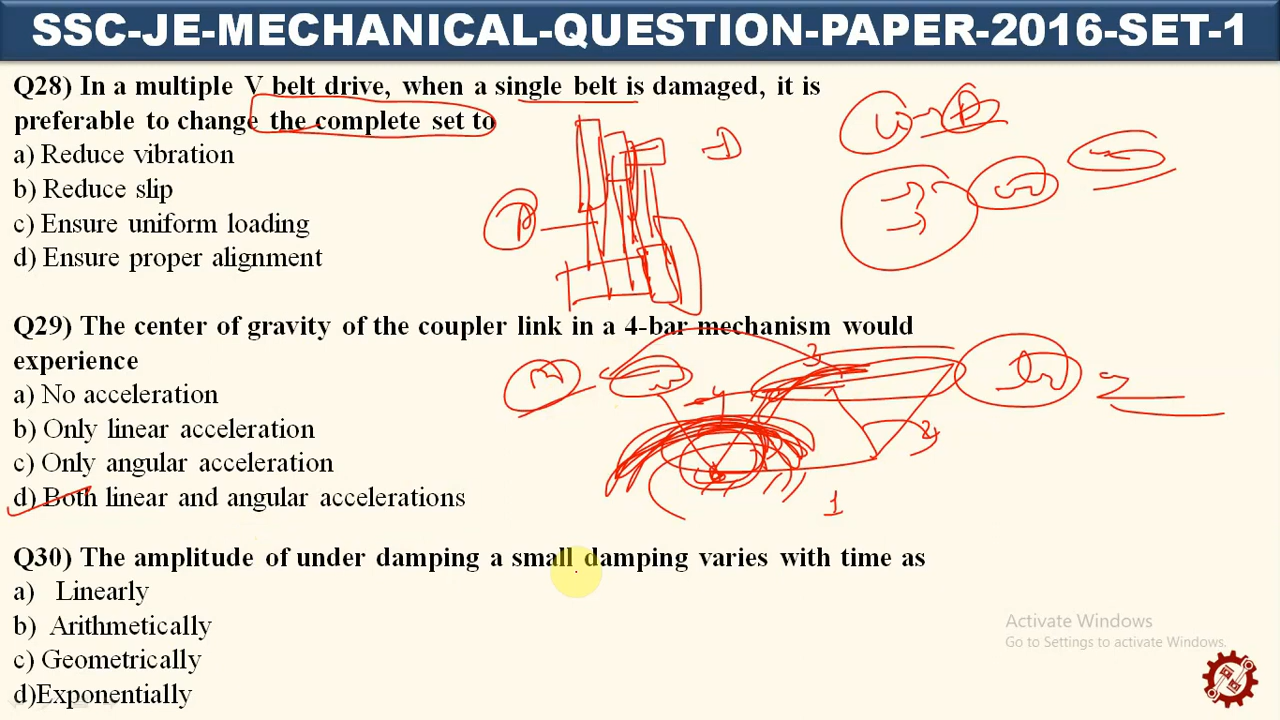 SSC-JE-MECHANICAL-QUESTION-PAPER-2016-SET-1
Q28) In a multiple V belt drive, when a single belt is damaged, it is
preferable to change the complete set to
a) Reduce vibration
b) Reduce slip
c) Ensure uniform loading
d) Ensure proper alignment
Q29) The center of gravity of the coupler link in a 4-bar mechanism would
experience
a) No acceleration
b) Only linear acceleration
c) Only angular acceleration
d) Both linear and angular accelerations
3
4
2
1
Q30) The amplitude of under damping a small damping varies with time as
a) Linearly
b) Arithmetically
c) Geometrically
d)Exponentially
Activate Windows
Go to Settings to activate Windows.